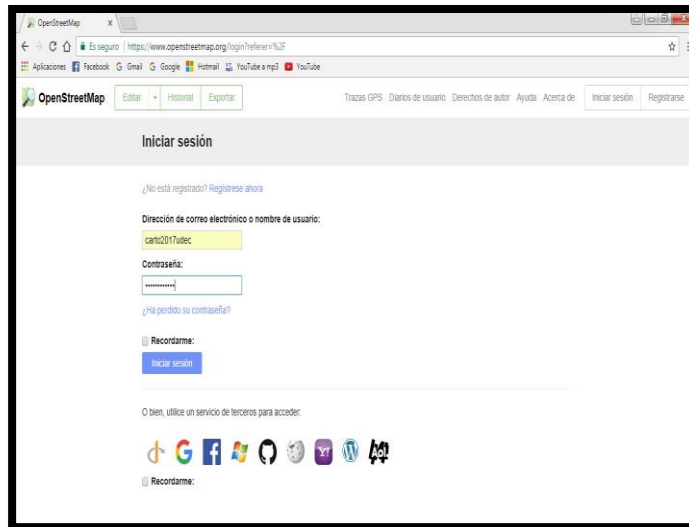 OpenStreetMap
Es seguro https://www.openstreetmap.org/login?referer=%2F
Aplicaciones Facebook Gmail Google Hotmail YouTube a mp3 YouTube
OpenStreetMap Editar Historial Exportar Trazas GPS Diarios de usuario Derechos de autor Ayuda Acerca de Iniciar sesión Registrarse
Iniciar sesión
¿No está registrado? Regístrese ahora
Dirección de correo electrónico o nombre de usuario:
carto2017udec
Contraseña:
••••••••••••
¿Ha perdido su contraseña?
Recordarme:
Iniciar sesión
O bien, utilice un servicio de terceros para acceder:
Aol
Recordarme: